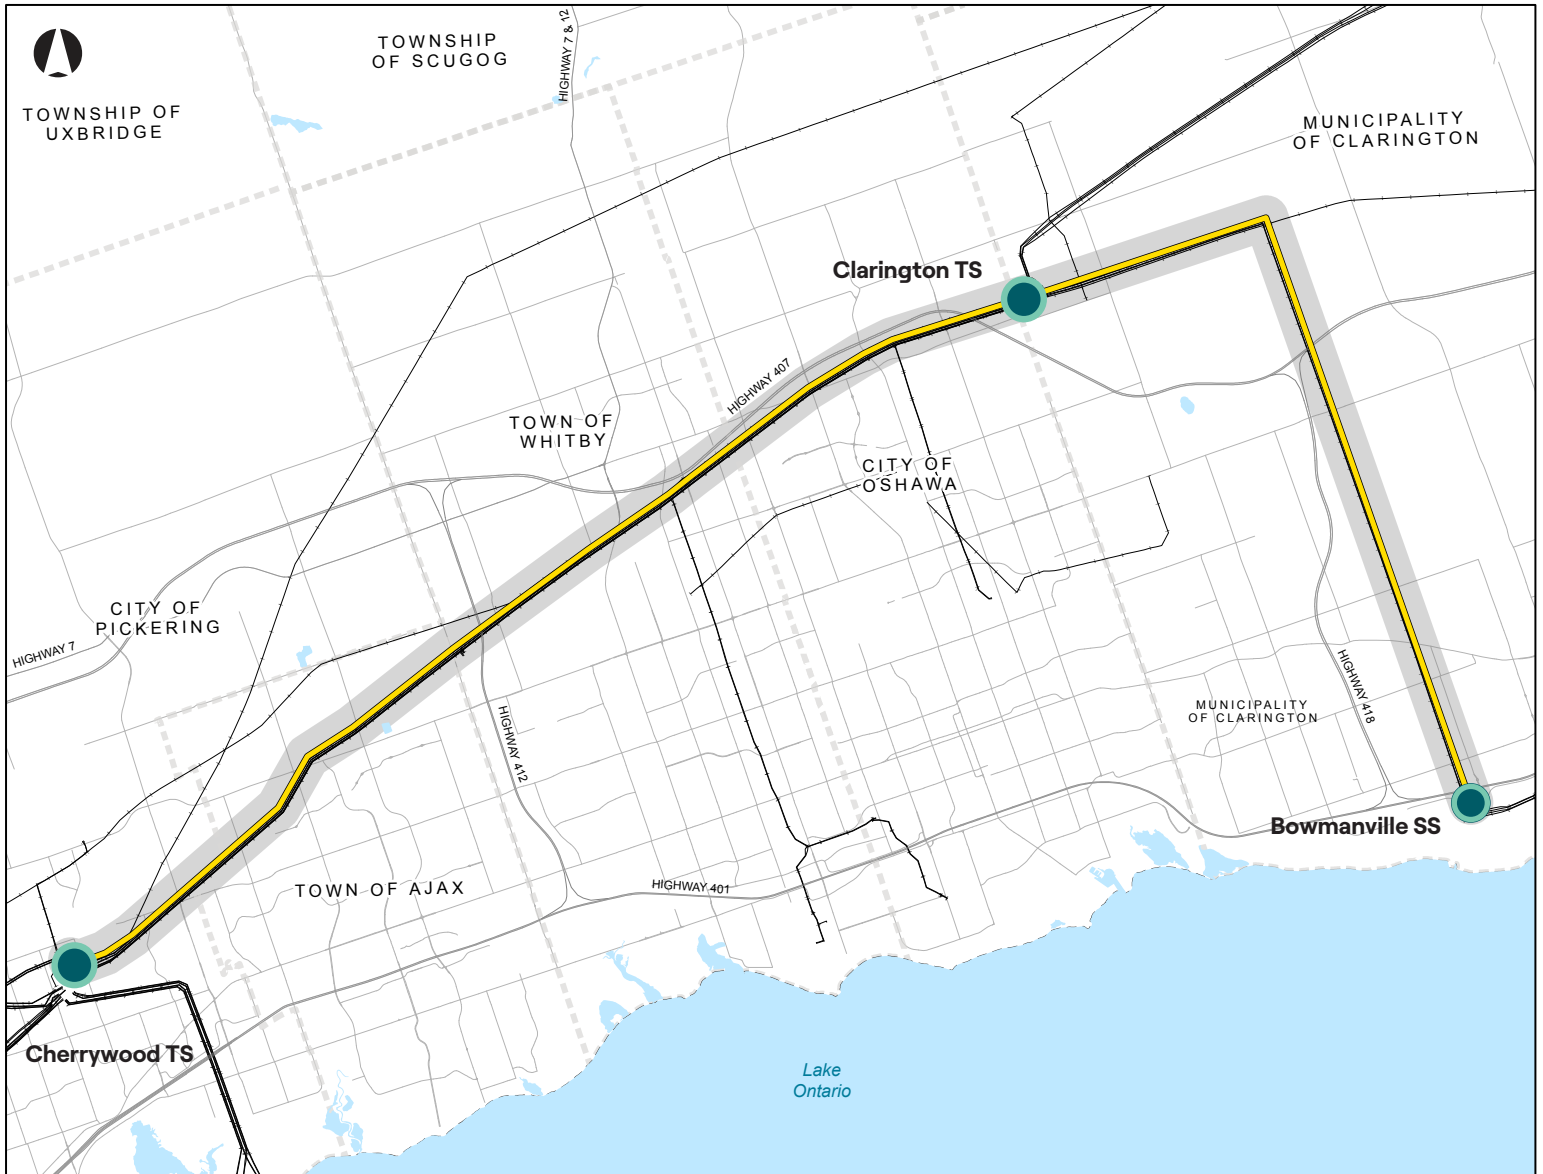 TOWNSHIP
OF SCUGOG
HIGHWAY 7 & 12
TOWNSHIP OF
UXBRIDGE
MUNICIPALITY
OF CLARINGTON
Clarington TS
HIGHWAY 407
TOWN OF
WHITBY
CITY OF
OSHAWA
CITY OF
PICKERING
HIGHWAY 7
HIGHWAY 412
HIGHWAY 418
MUNICIPALITY
OF CLARINGTON
Bowmanville SS
TOWN OF AJAX
HIGHWAY 401
Cherrywood TS
Lake
Ontario